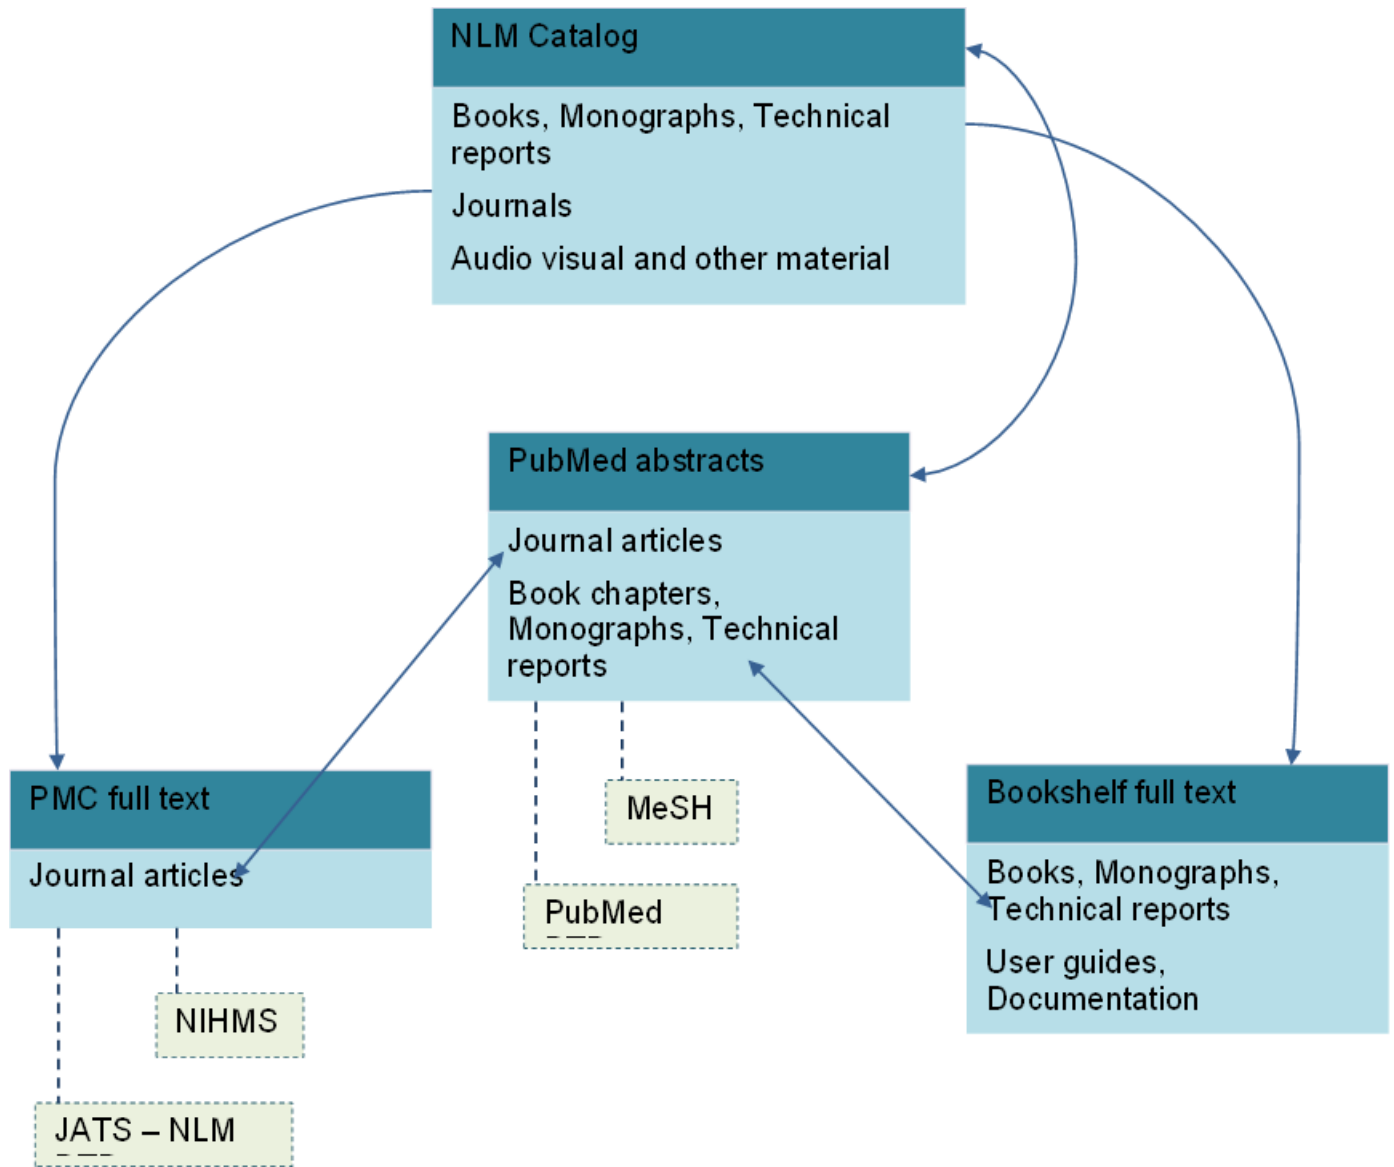 NLM Catalog
Books, Monographs, Technical
reports
Journals
Audio visual and other material
PubMed abstracts
Journal articles
Book chapters,
Monographs, Technical
reports
PMC full text
Journal articles
MeSH
PubMed
Bookshelf full text
Books, Monographs,
Technical reports
User guides,
Documentation
NIHMS
JATS – NLM